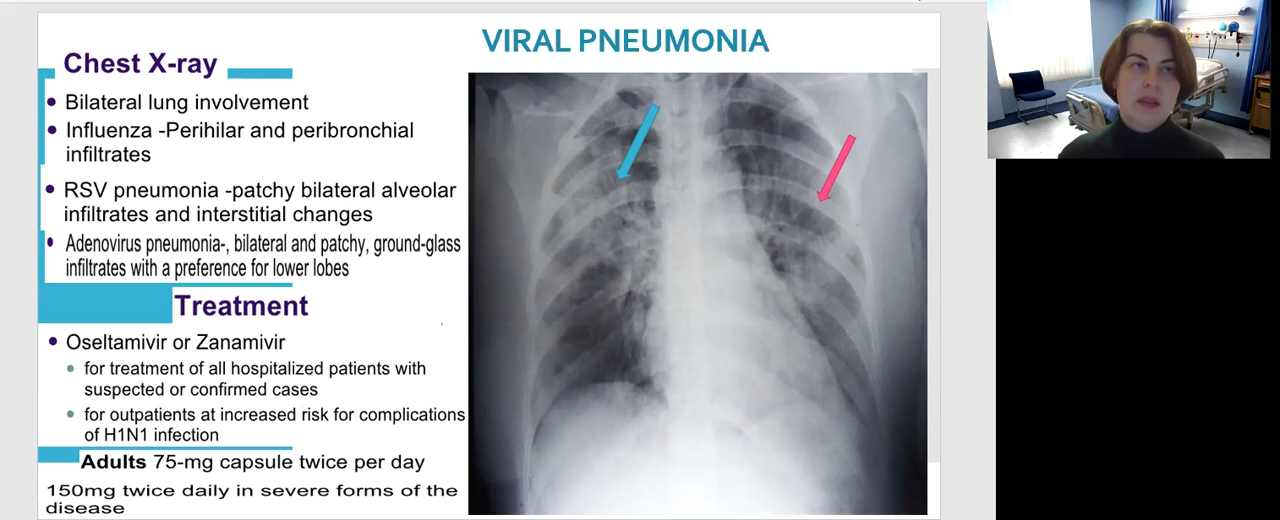 VIRAL PNEUMONIA
Chest X-ray
• Bilateral lung involvement
• Influenza -Perihilar and peribronchial
infiltrates
• RSV pneumonia -patchy bilateral alveolar
infiltrates and interstitial changes
• Adenovirus pneumonia-, bilateral and patchy, ground-glass
infiltrates with a preference for lower lobes
Treatment
• Oseltamivir or Zanamivir
• for treatment of all hospitalized patients with
suspected or confirmed cases
• for outpatients at increased risk for complications
of H1N1 infection
Adults 75-mg capsule twice per day
150mg twice daily in severe forms of the
disease